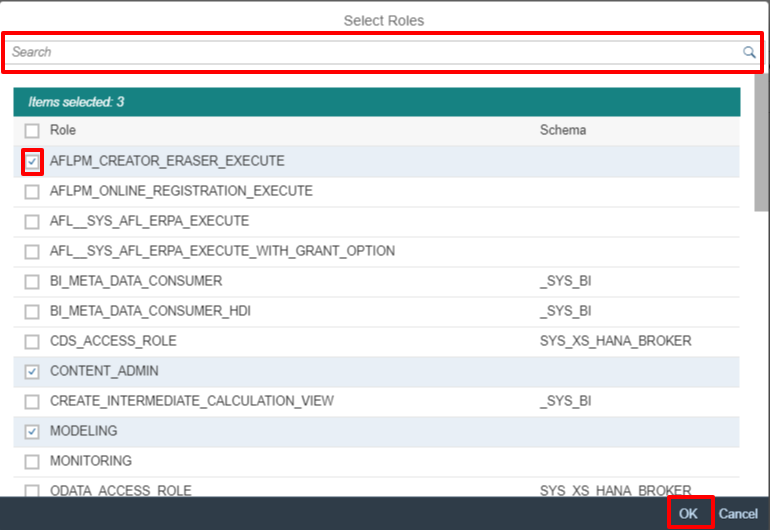 Select Roles
Search
Items selected: 3
Role Schema
AFLPM_CREATOR_ERASER_EXECUTE
AFLPM_ONLINE_REGISTRATION_EXECUTE
AFL__SYS_AFL_ERPA_EXECUTE
AFL__SYS_AFL_ERPA_EXECUTE_WITH_GRANT_OPTION
BI_META_DATA_CONSUMER _SYS_BI
BI_META_DATA_CONSUMER_HDI _SYS_BI
CDS_ACCESS_ROLE SYS_XS_HANA_BROKER
CONTENT_ADMIN
CREATE_INTERMEDIATE_CALCULATION_VIEW _SYS_BI
MODELING
MONITORING
ODATA_ACCESS_ROLE SYS_XS_HANA_BROKER
OK Cancel